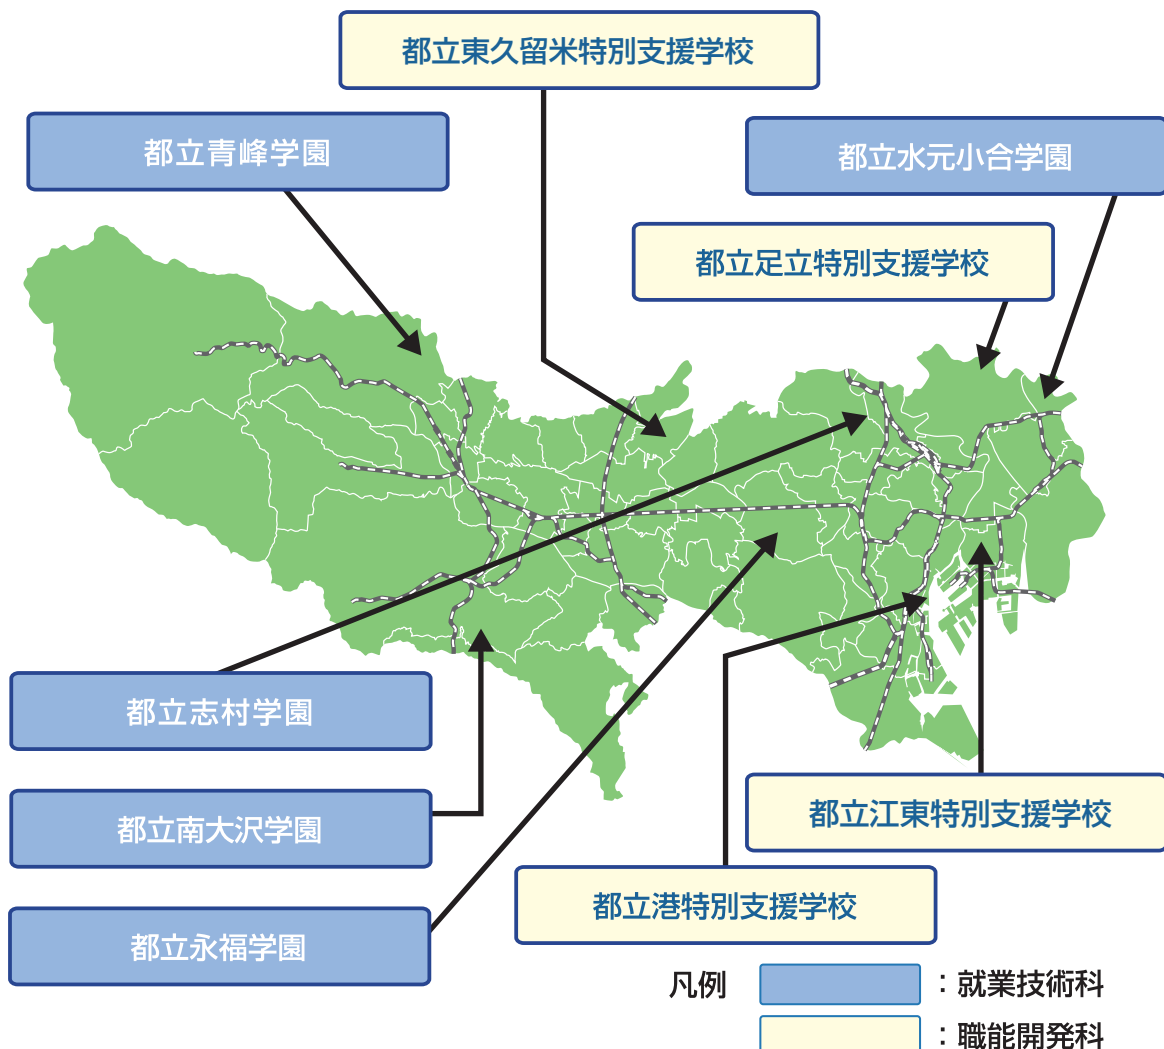 都立東久留米特別支援学校
都立青峰学園
都立水元小合学園
都立足立特別支援学校
都立志村学園
都立南大沢学園
都立江東特別支援学校
都立港特別支援学校
都立永福学園
凡例
：就業技術科
：職能開発科